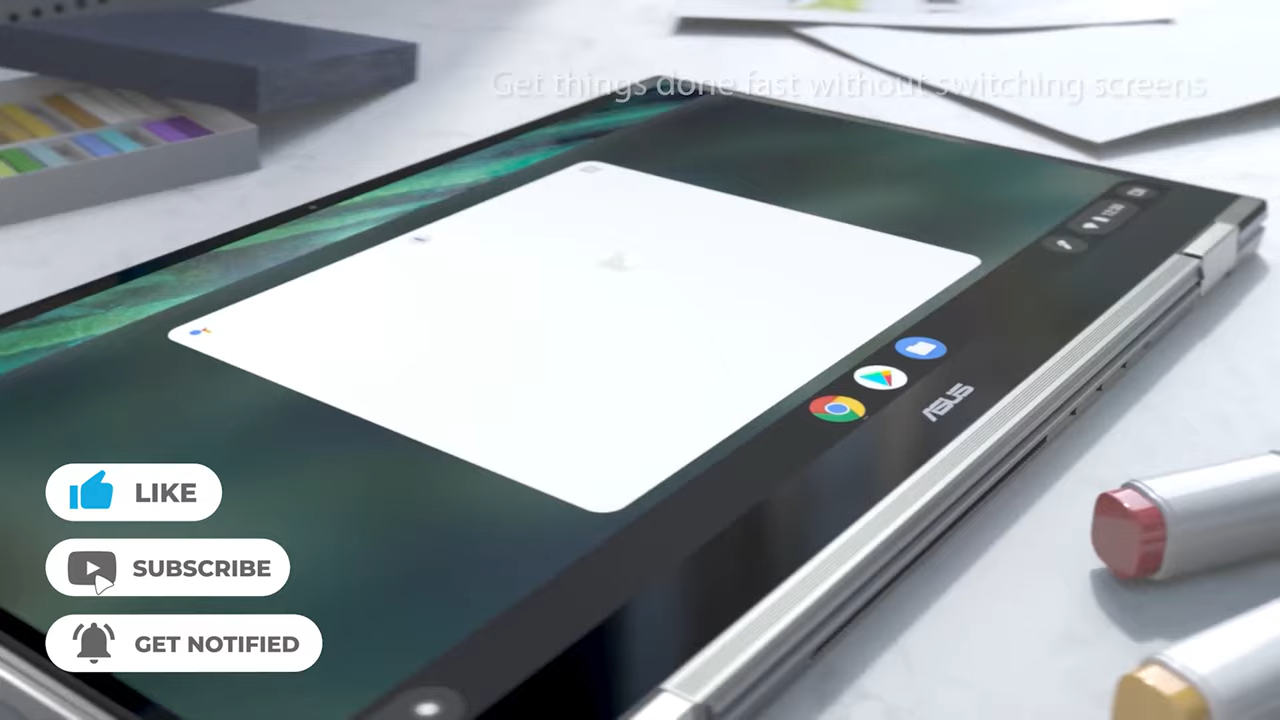 Get things done fast without switching screens
ASUS
LIKE
SUBSCRIBE
GET NOTIFIED